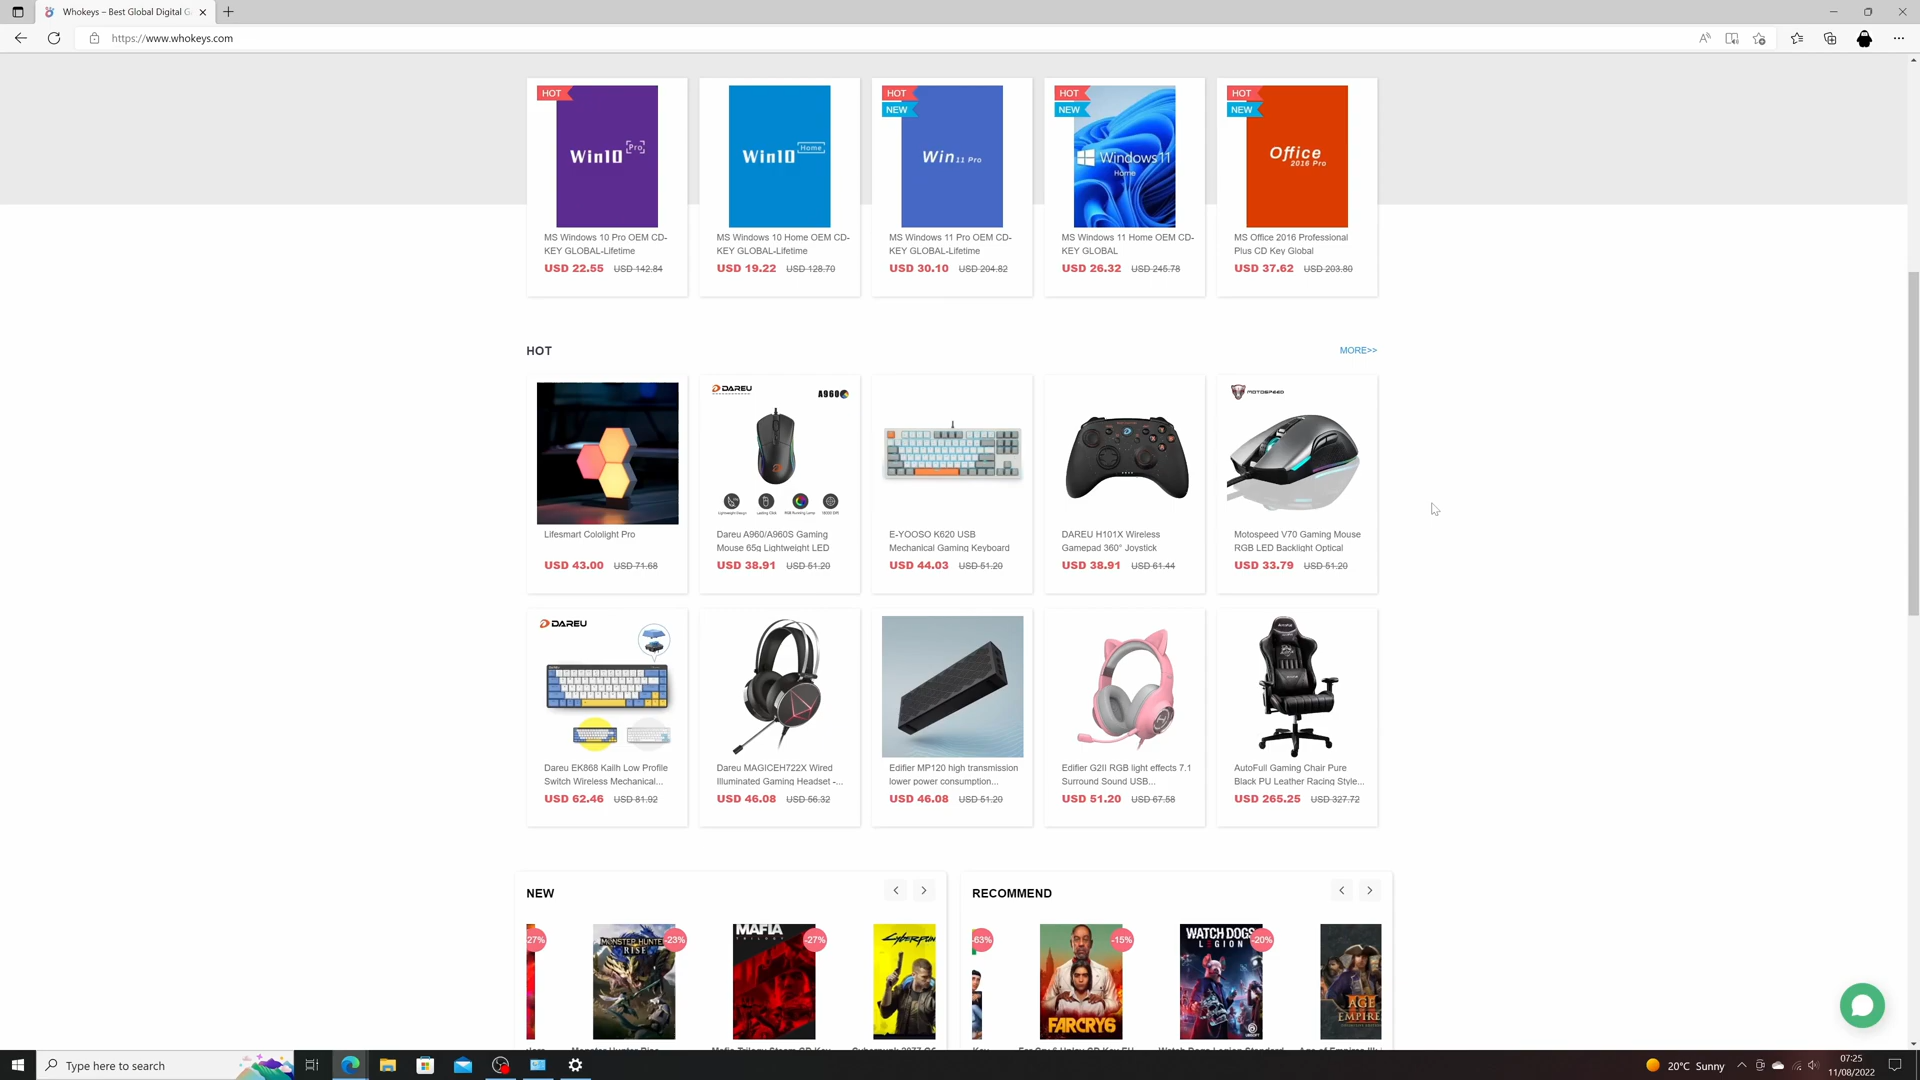 Whokeys – Best Global Digital G
https://www.whokeys.com
HOT
Win10 Pro
MS Windows 10 Pro OEM CD-
KEY GLOBAL-Lifetime
USD 22.55 USD 142.84
Win10 Home
MS Windows 10 Home OEM CD-
KEY GLOBAL-Lifetime
USD 19.22 USD 128.70
HOT
NEW
Win 11 Pro
MS Windows 11 Pro OEM CD-
KEY GLOBAL-Lifetime
USD 30.10 USD 204.82
HOT
NEW
Windows 11
Home
MS Windows 11 Home OEM CD-
KEY GLOBAL
USD 26.32 USD 245.78
HOT
NEW
Office
2016 Pro
MS Office 2016 Professional
Plus CD Key Global
USD 37.62 USD 203.80
HOT
MORE>>
Lifesmart Cololight Pro
USD 43.00 USD 71.68
DAREU
A960
Dareu A960/A960S Gaming
Mouse 65g Lightweight LED
USD 38.91 USD 51.20
E-YOOSO K620 USB
Mechanical Gaming Keyboard
USD 44.03 USD 51.20
DAREU H101X Wireless
Gamepad 360° Joystick
USD 38.91 USD 61.44
MOTOSPEED
Motospeed V70 Gaming Mouse
RGB LED Backlight Optical
USD 33.79 USD 51.20
DAREU
Dareu EK868 Kailh Low Profile
Switch Wireless Mechanical...
USD 62.46 USD 81.92
Dareu MAGICEH722X Wired
Illuminated Gaming Headset -...
USD 46.08 USD 56.32
Edifier MP120 high transmission
lower power consumption...
USD 46.08 USD 51.20
Edifier G2II RGB light effects 7.1
Surround Sound USB...
USD 51.20 USD 67.58
AutoFull Gaming Chair Pure
Black PU Leather Racing Style...
USD 265.25 USD 327.72
NEW
27%
MONSTER HUNTER
RISE
-23%
MAFIA
TRILOGY
-27%
RECOMMEND
-63%
FARCRY6
-15%
WATCH DOGS
LEGION
-20%
AGE
EMPIRE
Type here to search
20°C Sunny
07:25
11/08/2022